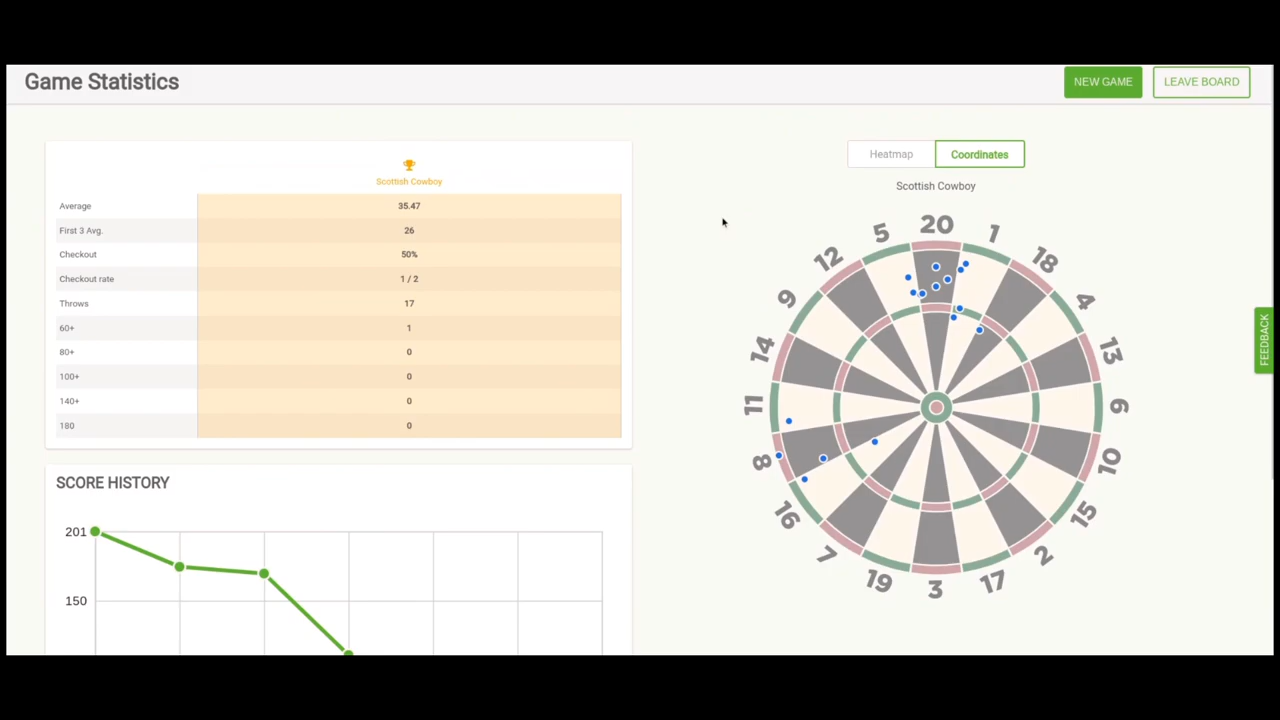 Game Statistics
NEW GAME
LEAVE BOARD
Scottish Cowboy
Average 35.47
First 3 Avg. 26
Checkout 50%
Checkout rate 1 / 2
Throws 17
60+ 1
80+ 0
100+ 0
140+ 0
180 0
SCORE HISTORY
201
150
Heatmap
Coordinates
Scottish Cowboy
20
1
18
4
13
6
10
15
2
17
3
19
7
16
8
11
14
9
12
5
FEEDBACK